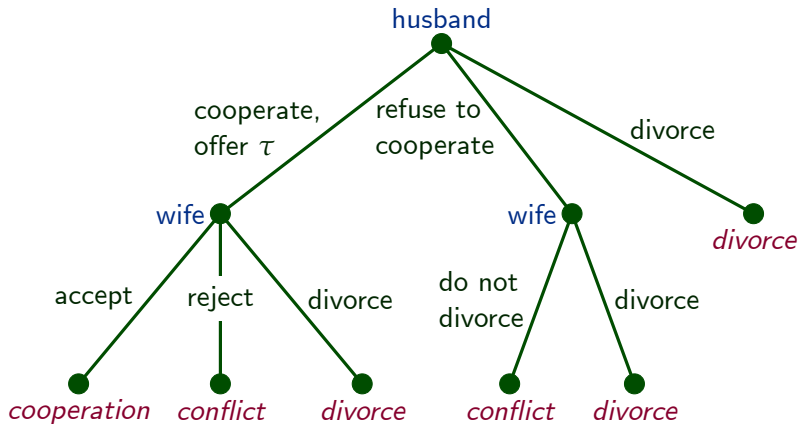 husband
cooperate,
offer τ
refuse to
cooperate
divorce
wife
wife
divorce
accept
reject
divorce
do not
divorce
divorce
cooperation
conflict
divorce
conflict
divorce